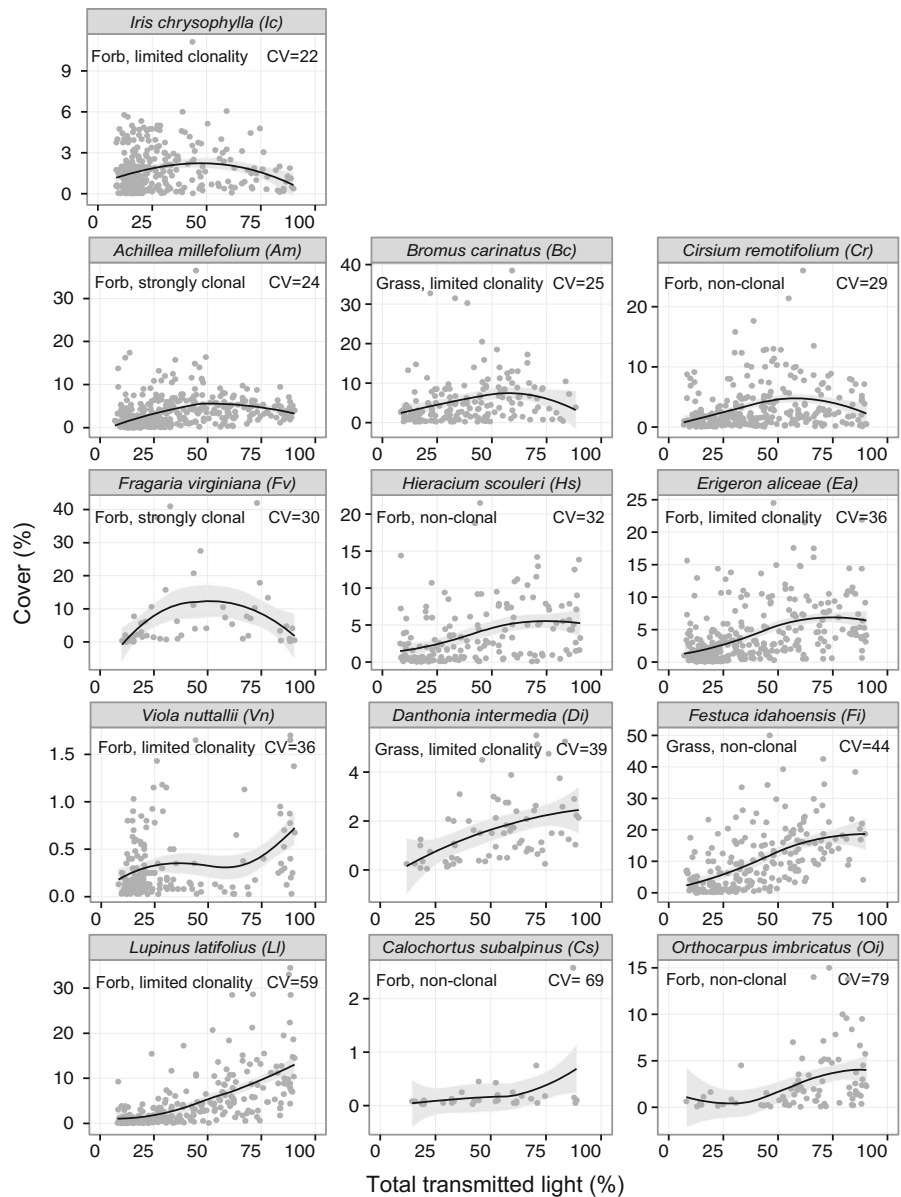 Iris chrysophylla (Ic)
Forb, limited clonality CV=22
9
6
3
0
0 25 50 75 100
Achillea millefolium (Am) Bromus carinatus (Bc) Cirsium remotifolium (Cr)
Forb, strongly clonal CV=24
30
20
10
0
0 25 50 75 100
Grass, limited clonality CV=25
40
30
20
10
0
0 25 50 75 100
Forb, non-clonal CV=29
20
10
0
0 25 50 75 100
Fragaria virginiana (Fv) Hieracium scouleri (Hs) Erigeron aliceae (Ea)
Forb, strongly clonal CV=30
40
30
20
10
0
0 25 50 75 100
Forb, non-clonal CV=32
20
15
10
5
0
0 25 50 75 100
Forb, limited clonality CV=36
25
20
15
10
5
0
0 25 50 75 100
Cover (%)
Viola nuttallii (Vn) Danthonia intermedia (Di) Festuca idahoensis (Fi)
Forb, limited clonality CV=36
1.5
1.0
0.5
0.0
0 25 50 75 100
Grass, limited clonality CV=39
4
2
0
0 25 50 75 100
Grass, non-clonal CV=44
50
40
30
20
10
0
0 25 50 75 100
Lupinus latifolius (Ll) Calochortus subalpinus (Cs) Orthocarpus imbricatus (Oi)
Forb, limited clonality CV=59
30
20
10
0
0 25 50 75 100
Forb, non-clonal CV= 69
2
1
0
0 25 50 75 100
Forb, non-clonal CV=79
15
10
5
0
0 25 50 75 100
Total transmitted light (%)